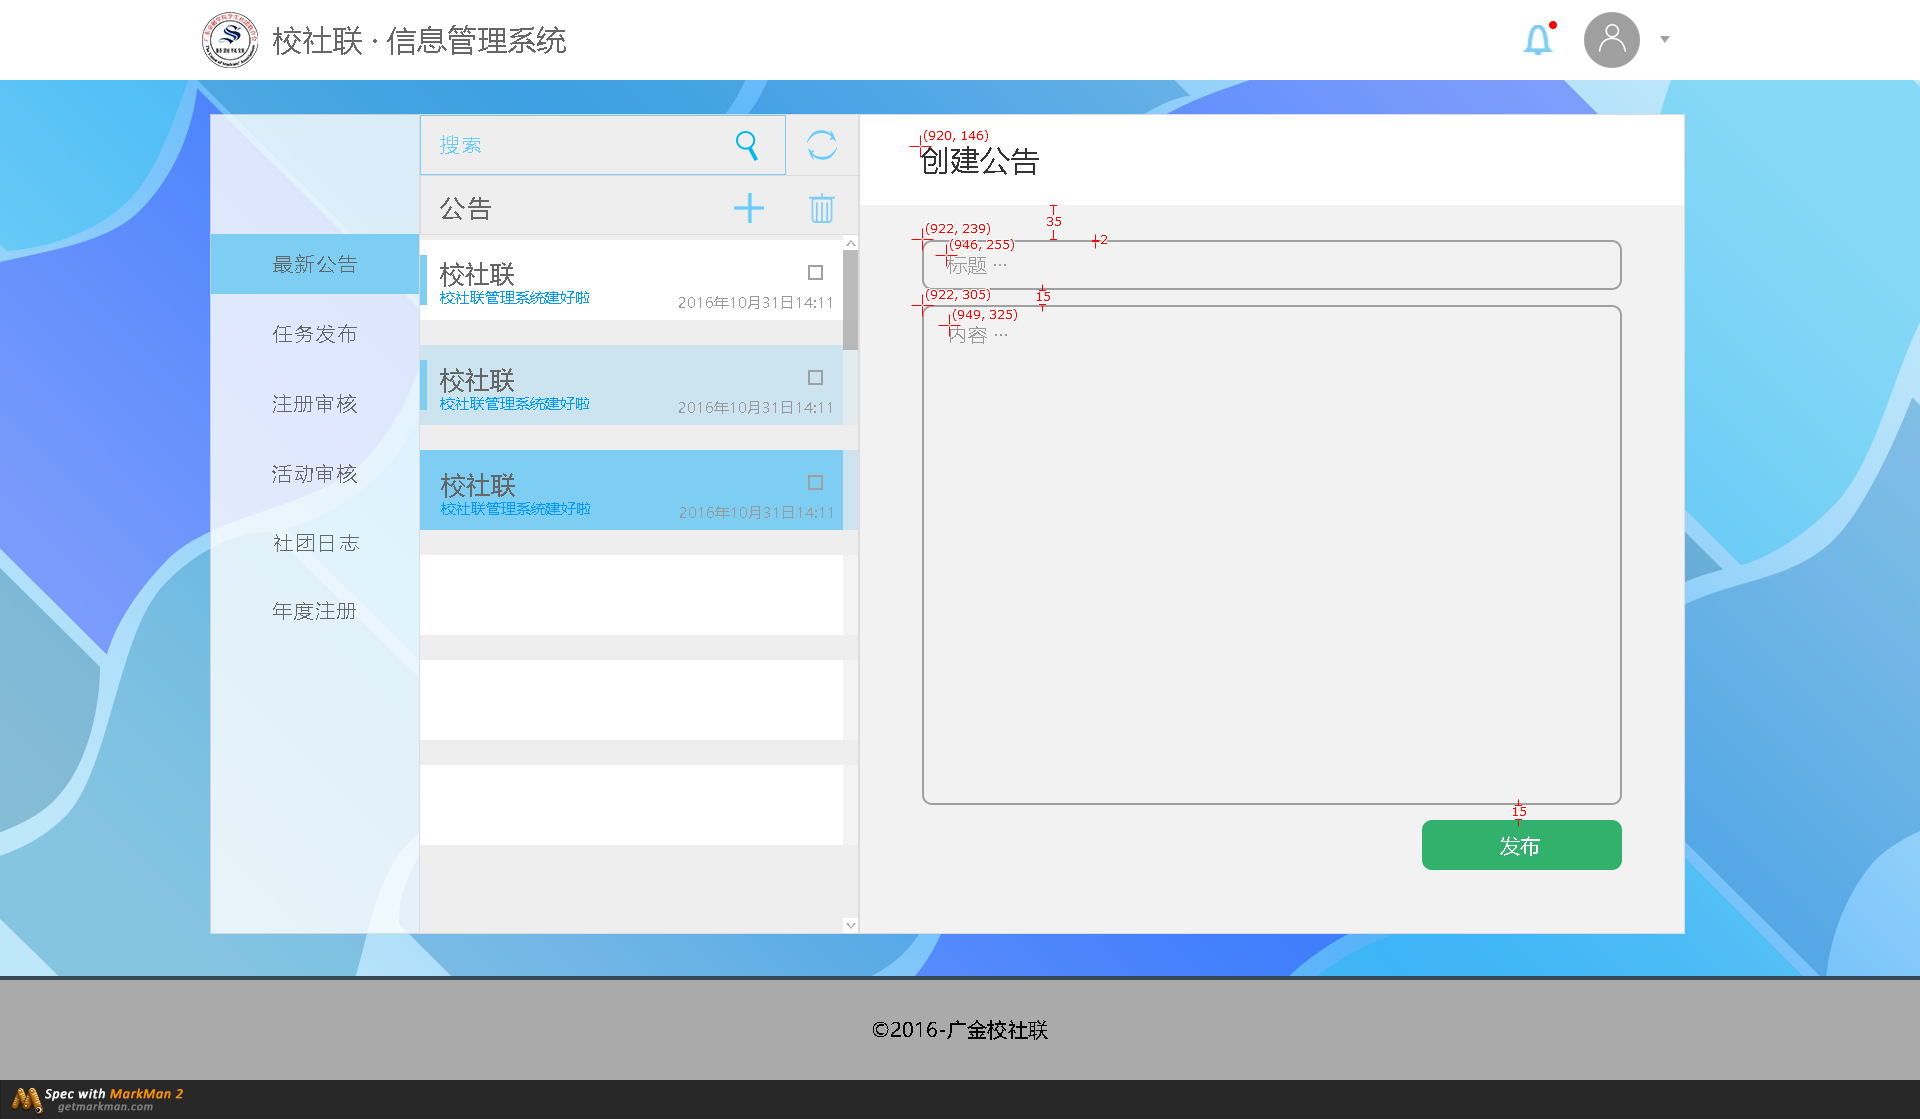 校社联 · 信息管理系统
搜索
公告
最新公告
任务发布
注册审核
活动审核
社团日志
年度注册
校社联
校社联管理系统建好啦
2016年10月31日14:11
校社联
校社联管理系统建好啦
2016年10月31日14:11
校社联
校社联管理系统建好啦
2016年10月31日14:11
(920, 146)
创建公告
35
(922, 239)
2
(946, 255)
标题 ···
(922, 305)
15
(949, 325)
内容 ···
15
发布
©2016-广金校社联
Spec with MarkMan 2
getmarkman.com